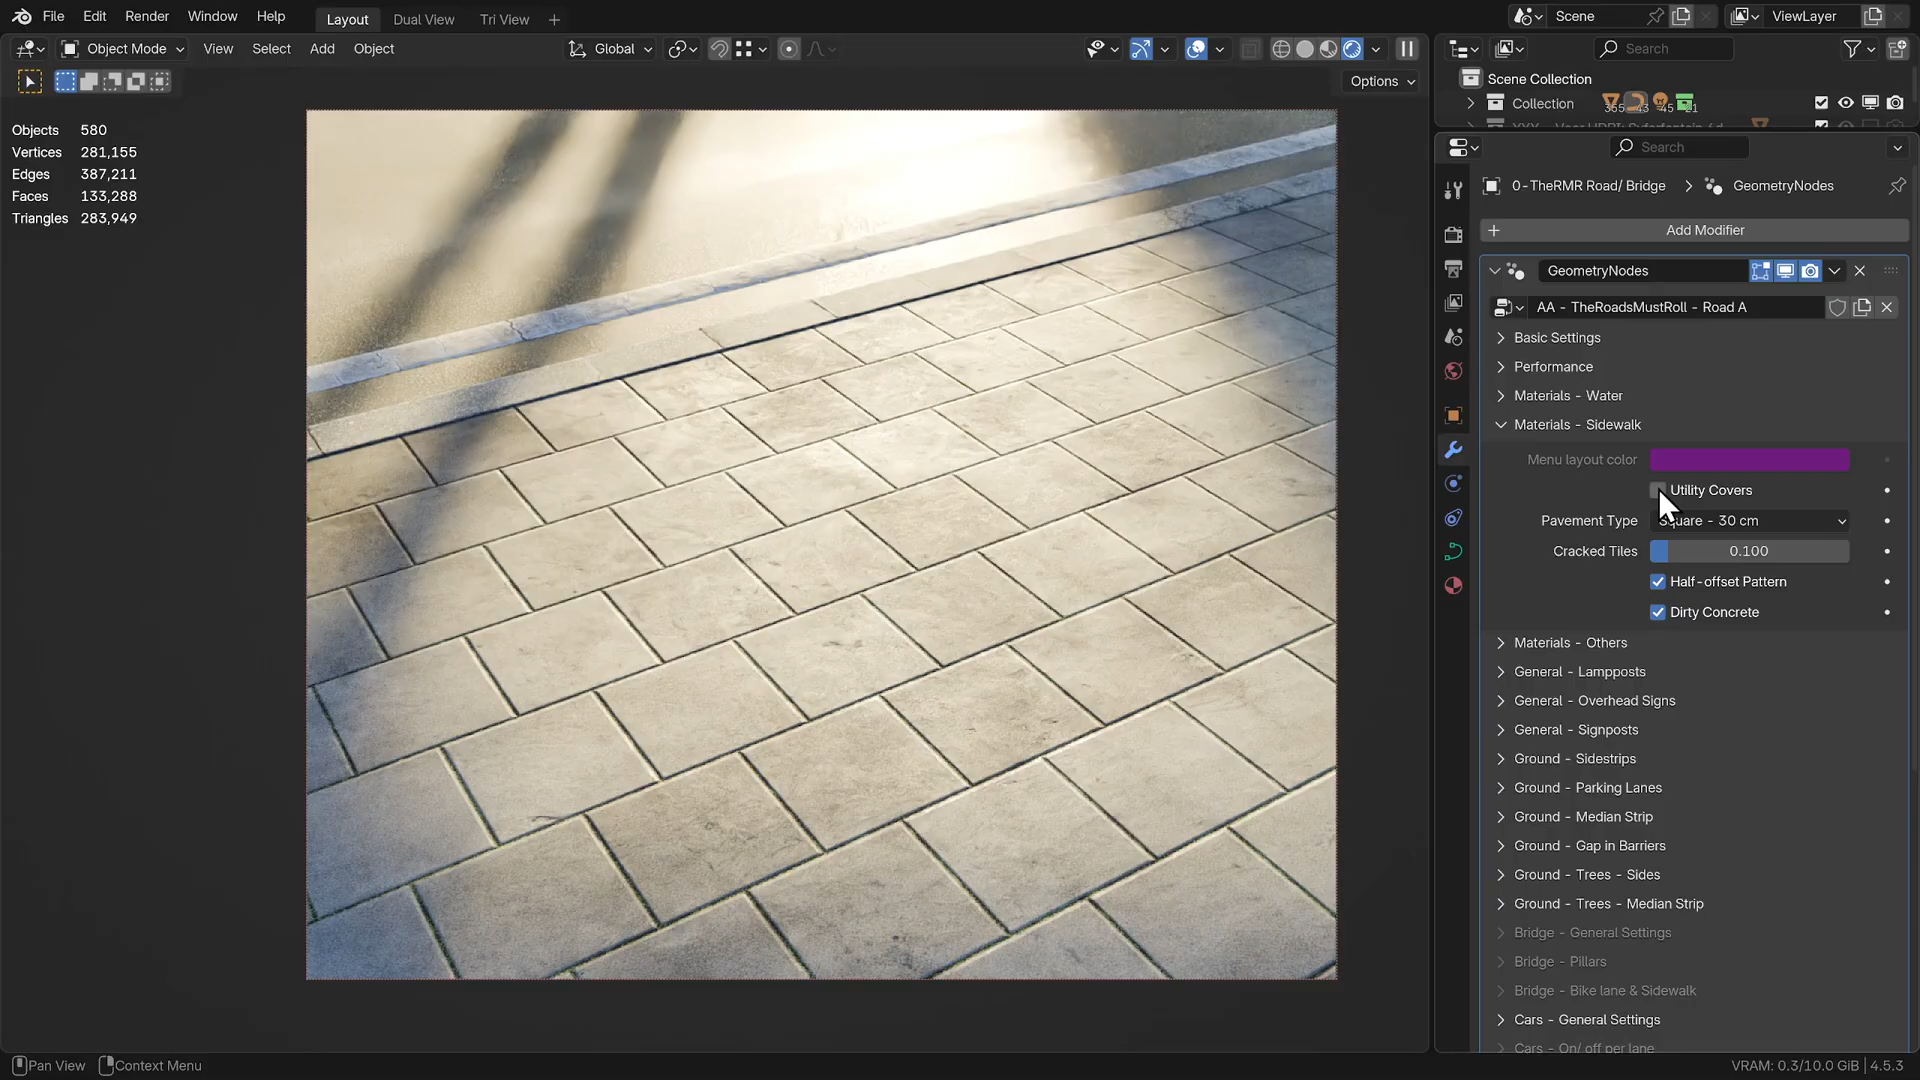 File Edit Render Window Help Layout Dual View Tri View + Scene ViewLayer
Object Mode View Select Add Object Global Search
Options
Scene Collection
Collection 365 43 45 21
Objects 580
Vertices 281,155
Edges 387,211
Faces 133,288
Triangles 283,949
Search
0-TheRMR Road/ Bridge > GeometryNodes
+ Add Modifier
GeometryNodes
AA - TheRoadsMustRoll - Road A
Basic Settings
Performance
Materials - Water
Materials - Sidewalk
Menu layout color
Utility Covers
Pavement Type Square - 30 cm
Cracked Tiles 0.100
Half-offset Pattern
Dirty Concrete
Materials - Others
General - Lampposts
General - Overhead Signs
General - Signposts
Ground - Sidestrips
Ground - Parking Lanes
Ground - Median Strip
Ground - Gap in Barriers
Ground - Trees - Sides
Ground - Trees - Median Strip
Bridge - General Settings
Bridge - Pillars
Bridge - Bike lane & Sidewalk
Cars - General Settings
Cars - On/ off per lane
Pan View Context Menu VRAM: 0.3/10.0 GiB | 4.5.3